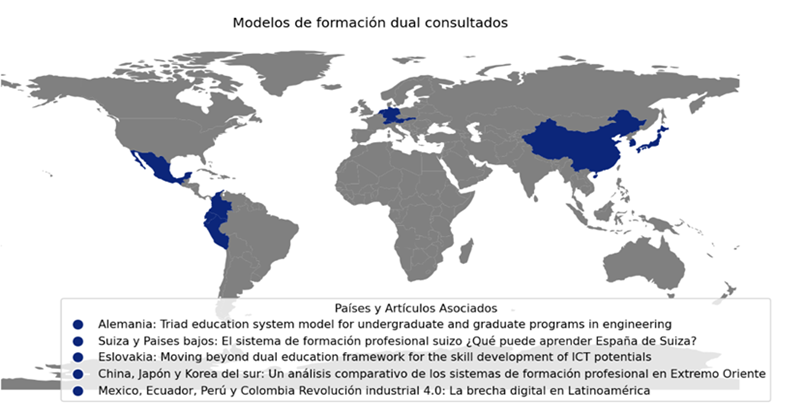 Modelos de formación dual consultados
Países y Artículos Asociados
Alemania: Triad education system model for undergraduate and graduate programs in engineering
Suiza y Paises bajos: El sistema de formación profesional suizo ¿Qué puede aprender España de Suiza?
Eslovakia: Moving beyond dual education framework for the skill development of ICT potentials
China, Japón y Korea del sur: Un análisis comparativo de los sistemas de formación profesional en Extremo Oriente
Mexico, Ecuador, Perú y Colombia Revolución industrial 4.0: La brecha digital en Latinoamérica